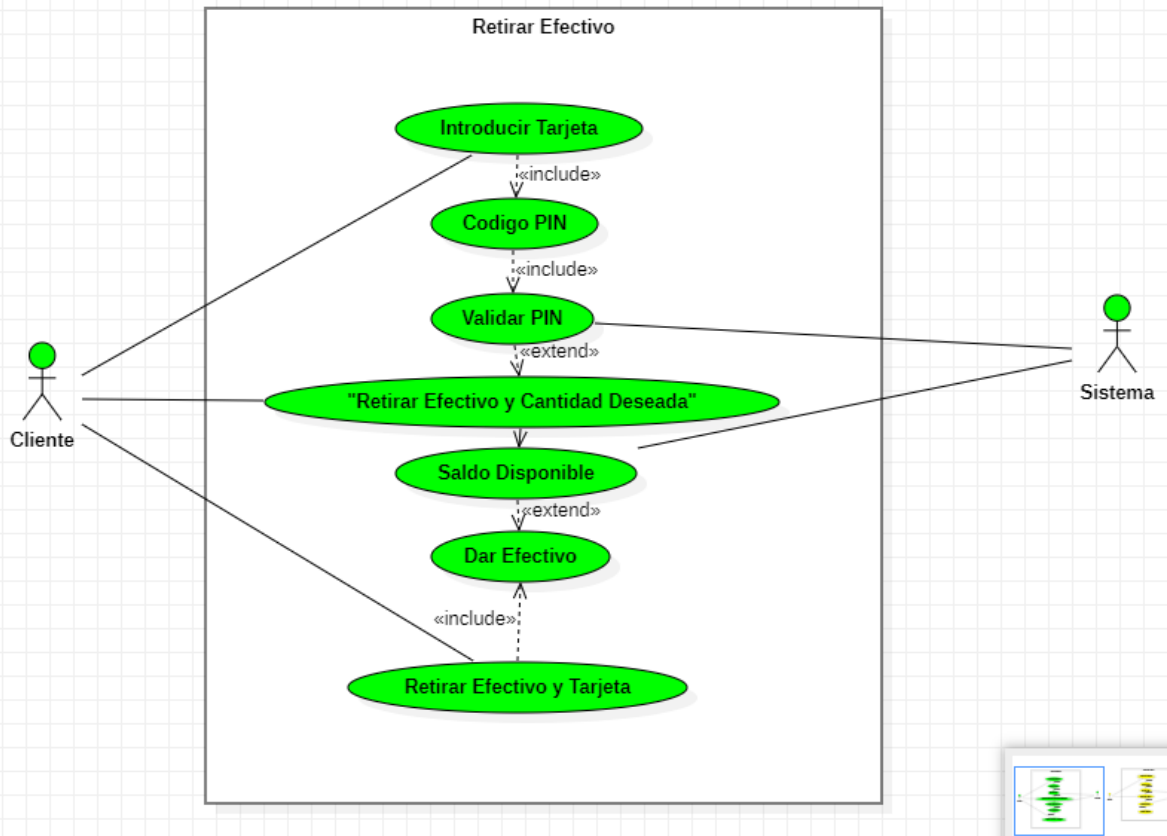 Retirar Efectivo
Introducir Tarjeta
«include»
Codigo PIN
«include»
Validar PIN
«extend»
"Retirar Efectivo y Cantidad Deseada"
Saldo Disponible
«extend»
Dar Efectivo
«include»
Retirar Efectivo y Tarjeta
Cliente
Sistema